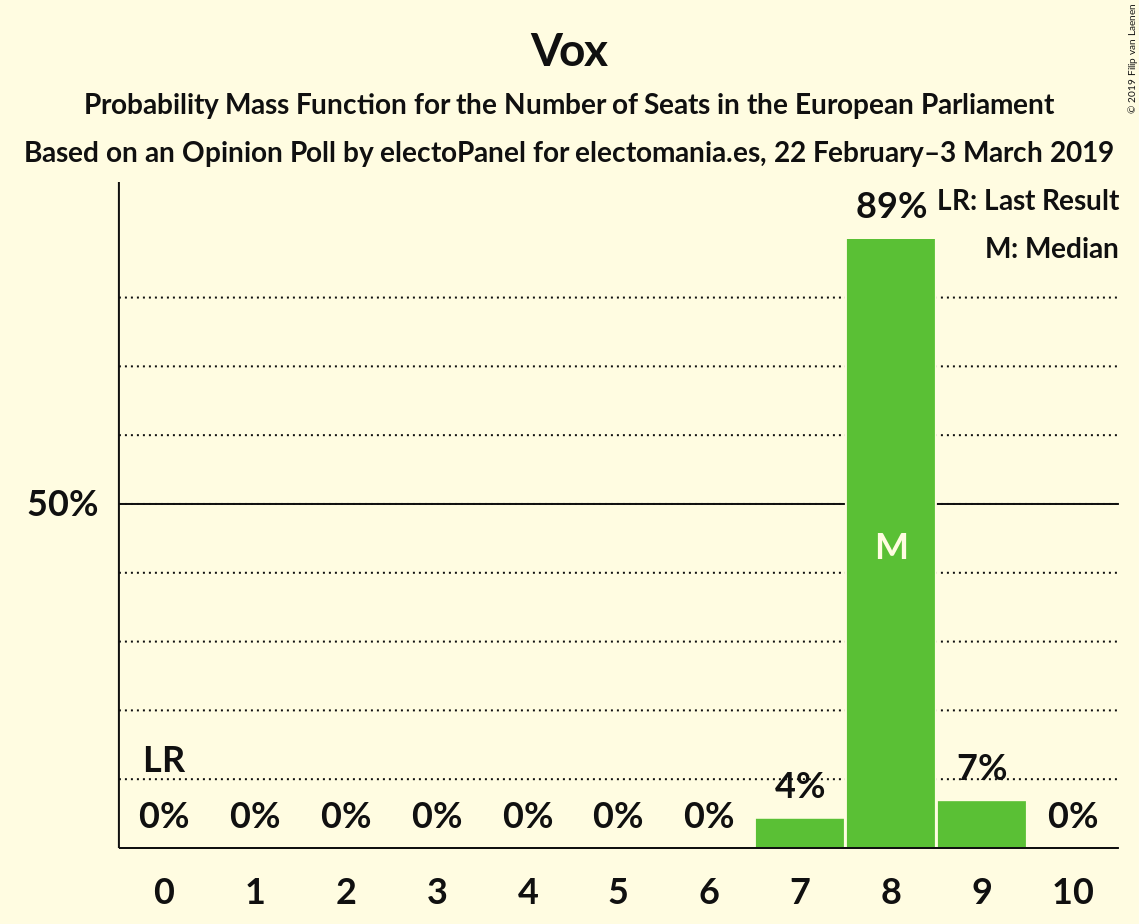 Vox
Probability Mass Function for the Number of Seats in the European Parliament
Based on an Opinion Poll by electoPanel for electomania.es, 22 February–3 March 2019
© 2019 Filip van Laenen
LR: Last Result
M: Median
50%
LR
0% 0% 0% 0% 0% 0% 0% 4% 89% 7% 0%
M
0 1 2 3 4 5 6 7 8 9 10